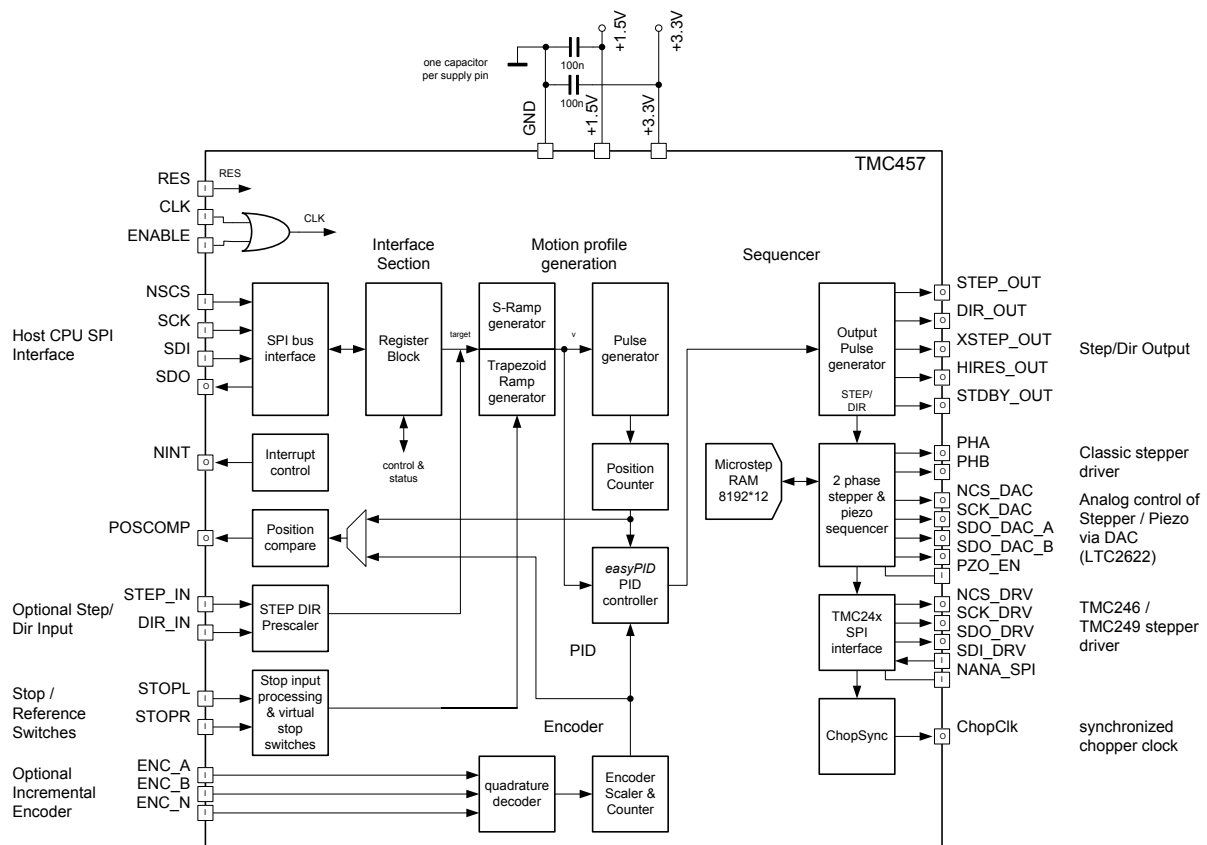 +1.5V
+3.3V
one capacitor
per supply pin
100n
100n
GND
+1.5V
+3.3V
TMC457
RES
I
RES
CLK
I
CLK
ENABLE
I
Interface
Section
Motion profile
generation
Sequencer
Host CPU SPI
Interface
NSCS
I
SCK
I
SDI
I
SDO
O
SPI bus
interface
Register
Block
target
S-Ramp
generator
Trapezoid
Ramp
generator
v
Pulse
generator
Output
Pulse
generator
STEP/
DIR
STEP_OUT
O
DIR_OUT
O
XSTEP_OUT
O
HIRES_OUT
O
STDBY_OUT
O
Step/Dir Output
NINT
O
Interrupt
control
control &
status
Position
Counter
Microstep
RAM
8192*12
2 phase
stepper &
piezo
sequencer
PHA
O
PHB
O
Classic stepper
driver
NCS_DAC
O
SCK_DAC
O
SDO_DAC_A
O
SDO_DAC_B
O
PZO_EN
I
Analog control of
Stepper / Piezo
via DAC
(LTC2622)
POSCOMP
O
Position
compare
easyPID
PID
controller
PID
Optional Step/
Dir Input
STEP_IN
I
DIR_IN
I
STEP DIR
Prescaler
TMC24x
SPI
interface
NCS_DRV
O
SCK_DRV
O
SDO_DRV
O
SDI_DRV
I
NANA_SPI
I
TMC246 /
TMC249 stepper
driver
Stop /
Reference
Switches
STOPL
I
STOPR
I
Stop input
processing
& virtual
stop
switches
Encoder
ChopSync
ChopClk
O
synchronized
chopper clock
Optional
Incremental
Encoder
ENC_A
I
ENC_B
I
ENC_N
I
quadrature
decoder
Encoder
Scaler &
Counter